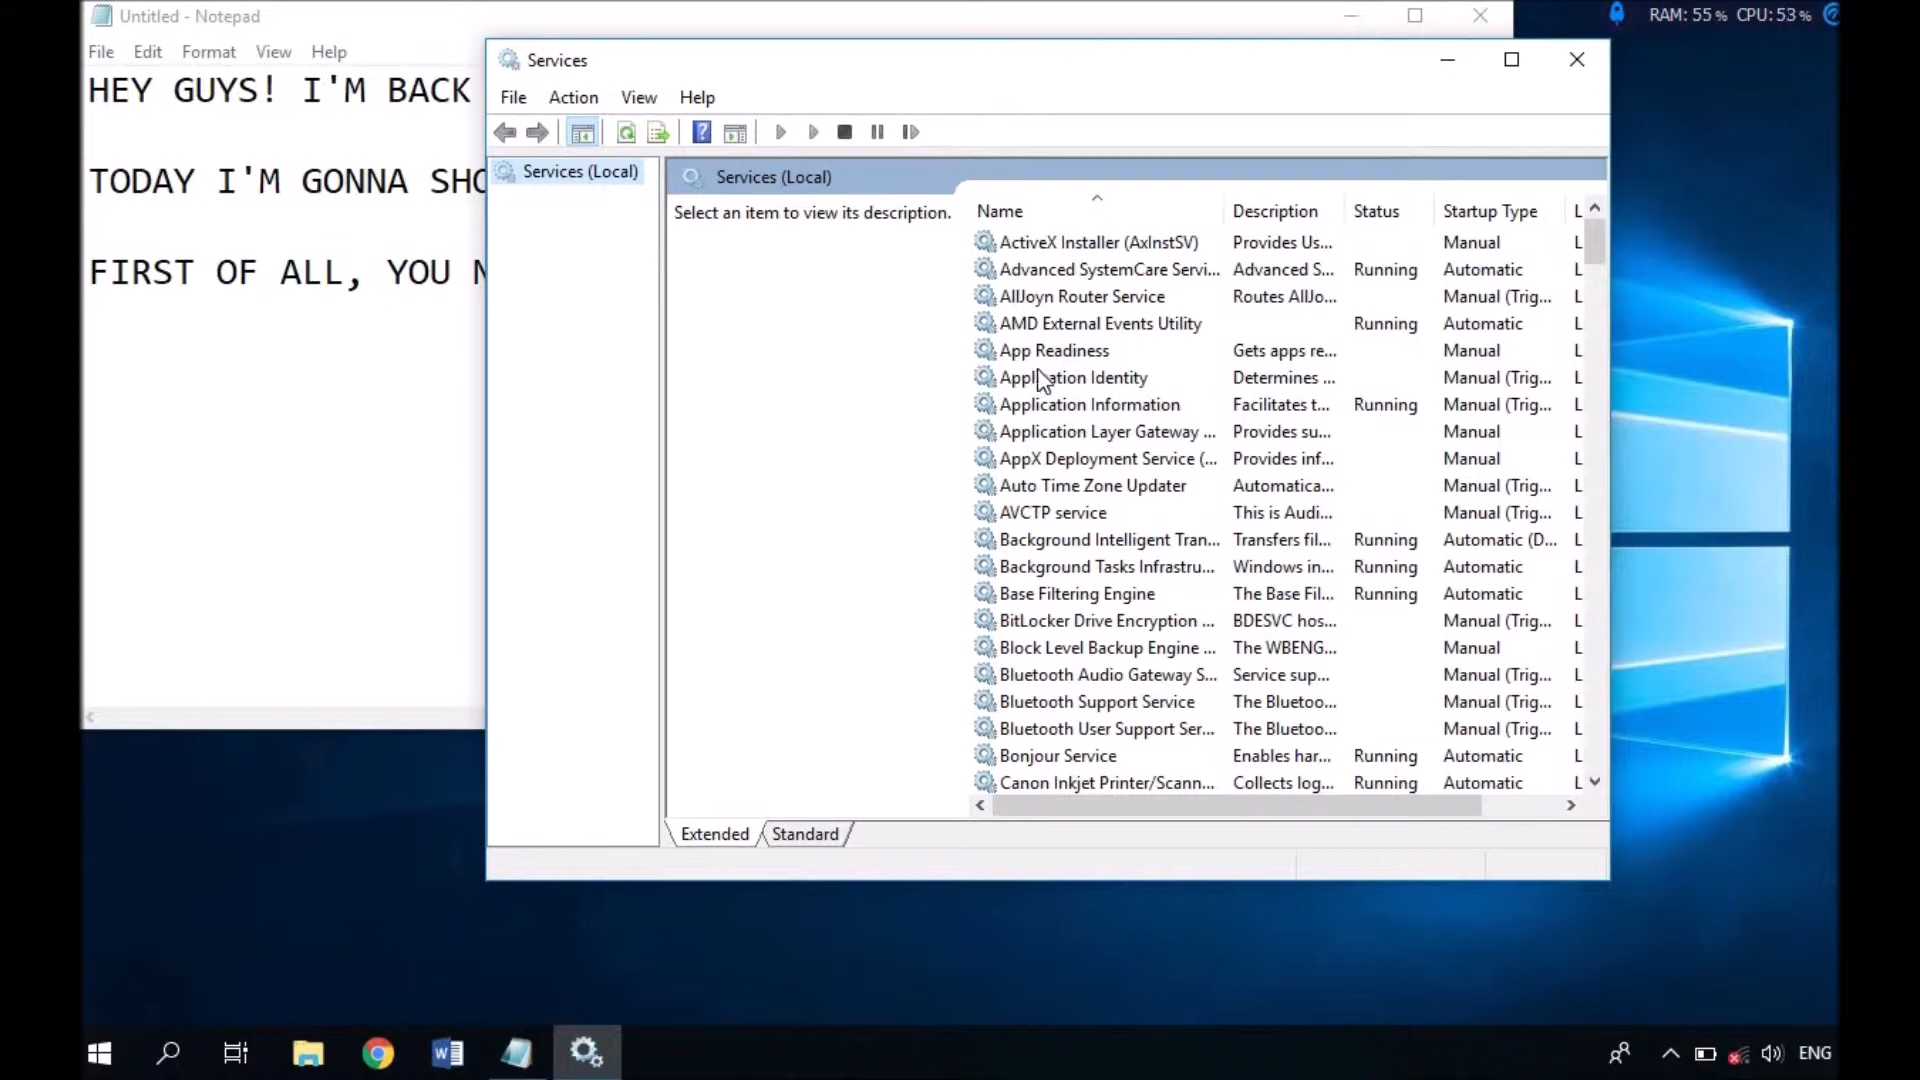 Untitled - Notepad
RAM: 55 % CPU: 53 %
File Edit Format View Help
HEY GUYS! I'M BACK
TODAY I'M GONNA
FIRST OF ALL, YOU
Services
File Action View Help
Services (Local)
Services (Local)
Select an item to view its description.
Name Description Status Startup Type L
ActiveX Installer (AxInstSV) Provides Us... Manual L
Advanced SystemCare Servi... Advanced S... Running Automatic L
AllJoyn Router Service Routes AllJo... Manual (Trig... L
AMD External Events Utility Running Automatic L
App Readiness Gets apps re... Manual L
Application Identity Determines ... Manual (Trig... L
Application Information Facilitates t... Running Manual (Trig... L
Application Layer Gateway ... Provides su... Manual L
AppX Deployment Service (... Provides inf... Manual L
Auto Time Zone Updater Automatica... Manual (Trig... L
AVCTP service This is Audi... Manual (Trig... L
Background Intelligent Tran... Transfers fil... Running Automatic (D... L
Background Tasks Infrastru... Windows in... Running Automatic L
Base Filtering Engine The Base Fil... Running Automatic L
BitLocker Drive Encryption ... BDESVC hos... Manual (Trig... L
Block Level Backup Engine ... The WBENG... Manual L
Bluetooth Audio Gateway S... Service sup... Manual (Trig... L
Bluetooth Support Service The Bluetoo... Manual (Trig... L
Bluetooth User Support Ser... The Bluetoo... Manual (Trig... L
Bonjour Service Enables har... Running Automatic L
Canon Inkjet Printer/Scann... Collects log... Running Automatic L
Extended Standard
ENG